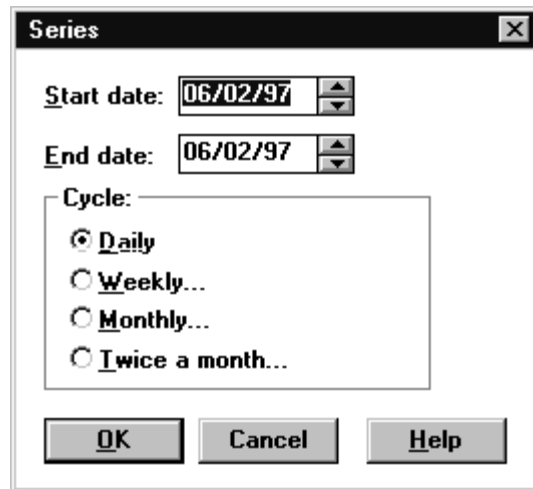 Series
Start date: 06/02/97
End date: 06/02/97
Cycle:
Daily
Weekly...
Monthly...
Twice a month...
OK Cancel Help